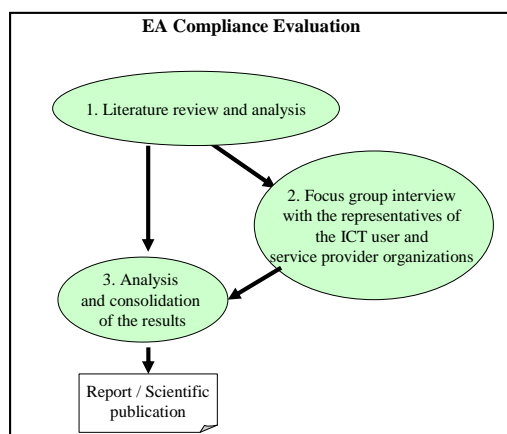 EA Compliance Evaluation
1. Literature review and analysis
2. Focus group interview
with the representatives of
the ICT user and
service provider organizations
3. Analysis
and consolidation
of the results
Report / Scientific
publication